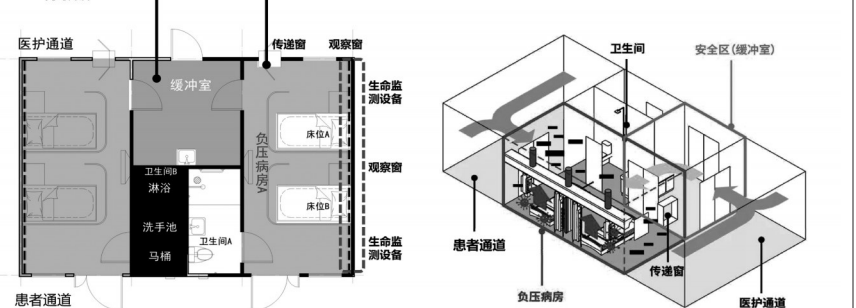 医护通道
传递窗
观察窗
缓冲室
生命监
测设备
床位A
负压病房A
观察窗
卫生间B
淋浴
床位B
洗手池
卫生间A
马桶
生命监
测设备
患者通道
卫生间
安全区(缓冲室)
患者通道
传递窗
负压病房
医护通道